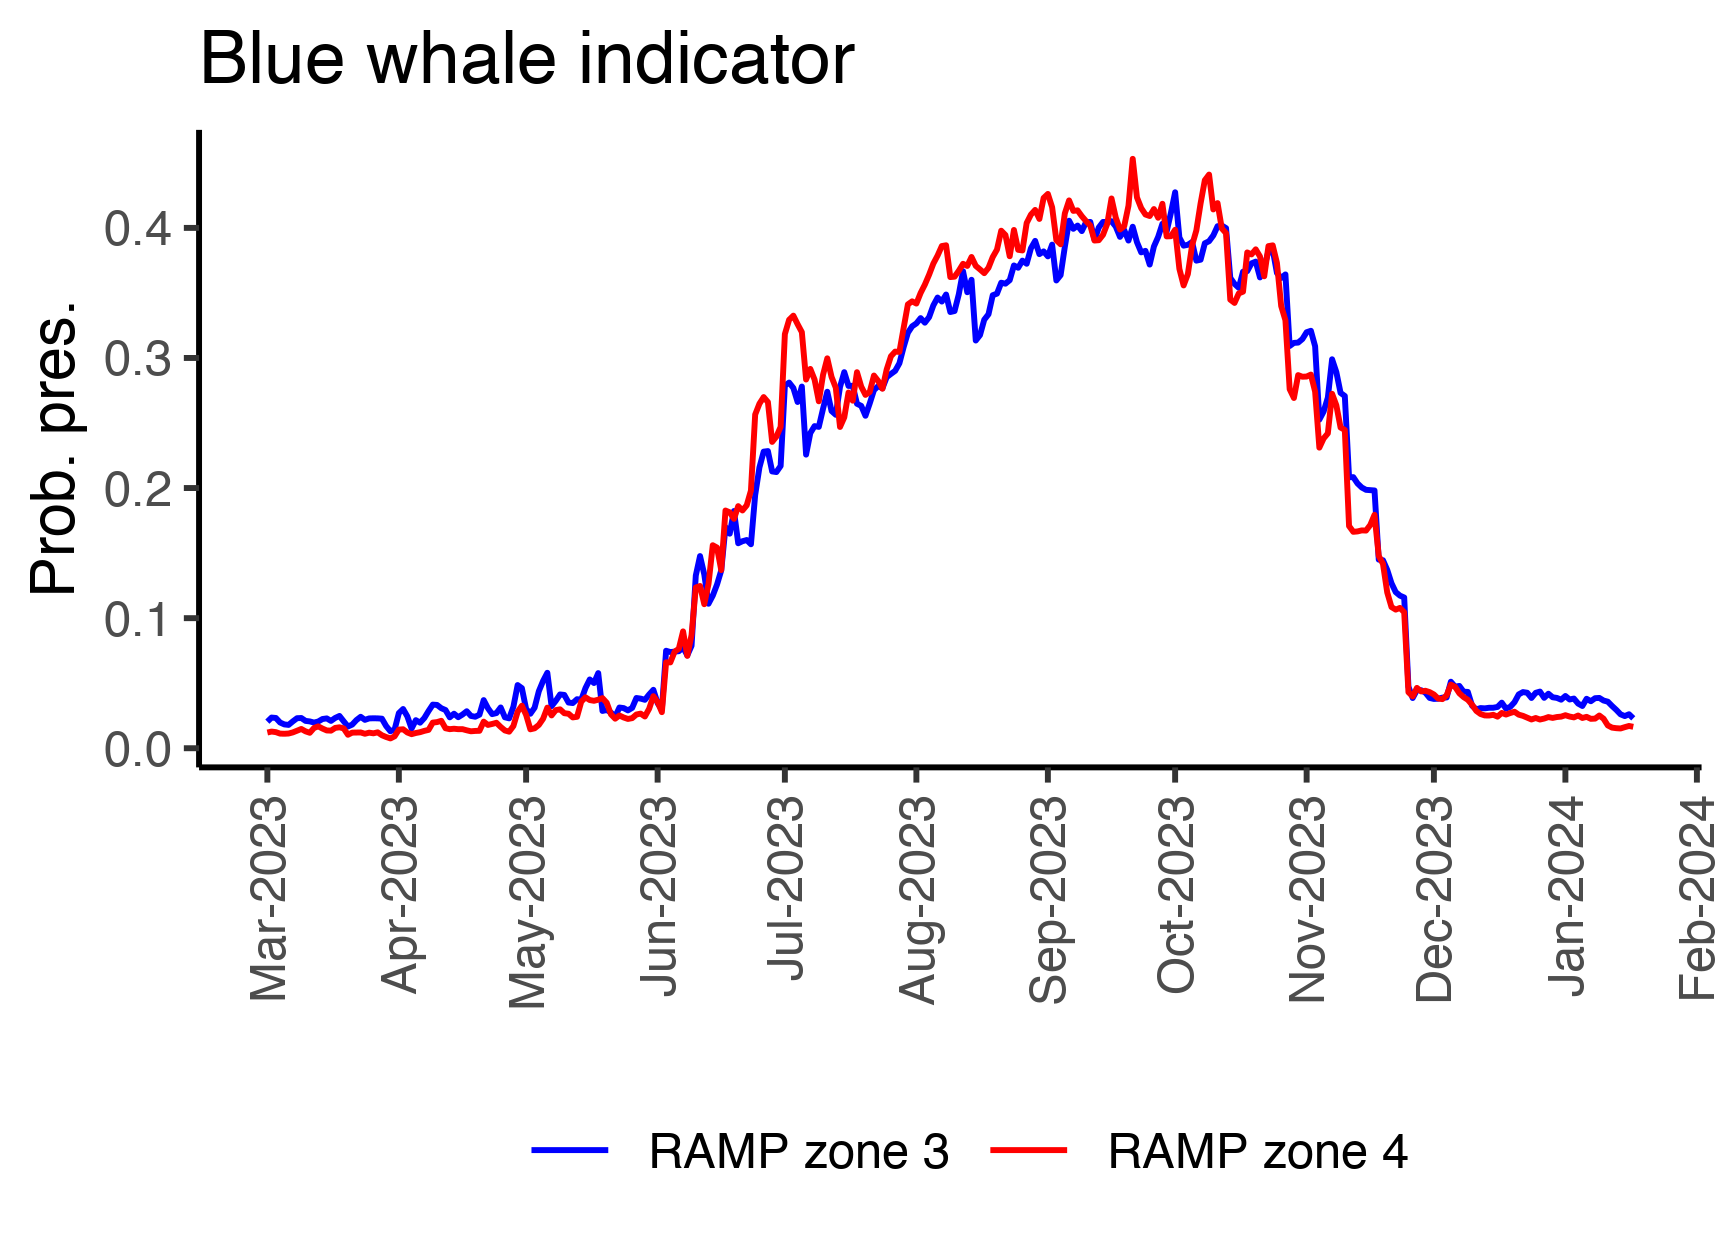 Blue whale indicator
Prob. pres.
0.4
0.3
0.2
0.1
0.0
Mar-2023
Apr-2023
May-2023
Jun-2023
Jul-2023
Aug-2023
Sep-2023
Oct-2023
Nov-2023
Dec-2023
Jan-2024
Feb-2024
RAMP zone 3
RAMP zone 4